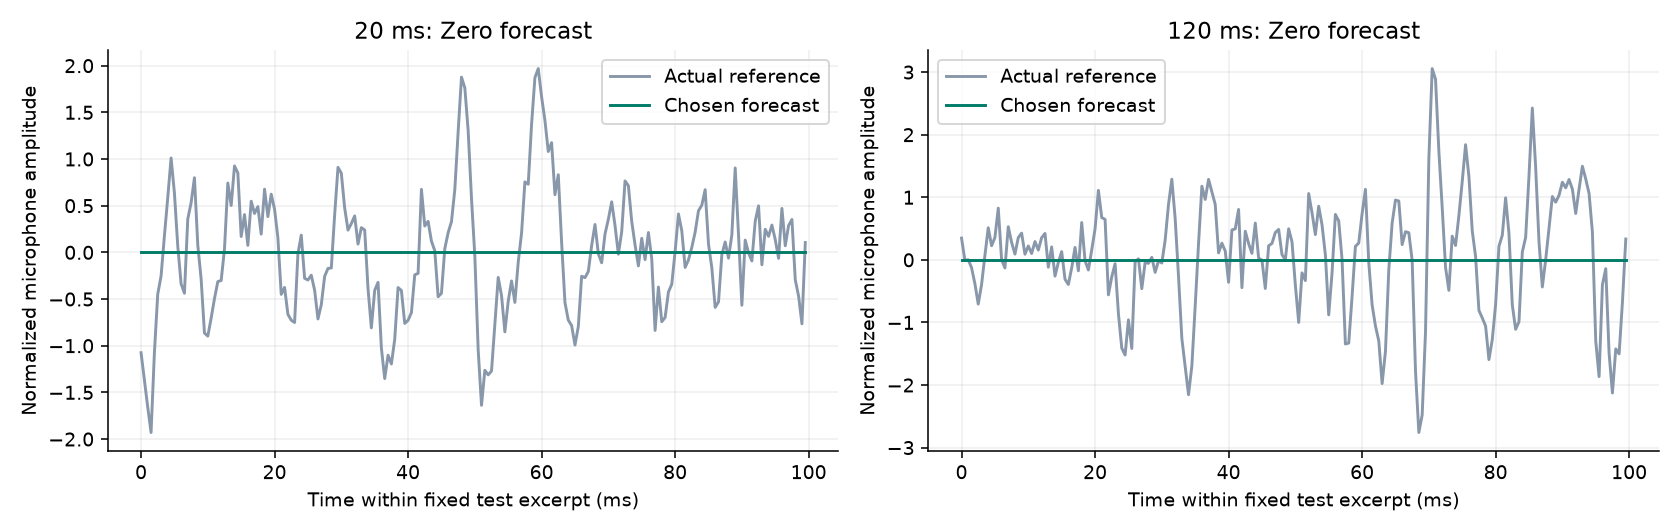 20 ms: Zero forecast
Normalized microphone amplitude
2.0
1.5
1.0
0.5
0.0
−0.5
−1.0
−1.5
−2.0
Actual reference
Chosen forecast
0 20 40 60 80 100
Time within fixed test excerpt (ms)
120 ms: Zero forecast
Normalized microphone amplitude
3
2
1
0
−1
−2
−3
Actual reference
Chosen forecast
0 20 40 60 80 100
Time within fixed test excerpt (ms)